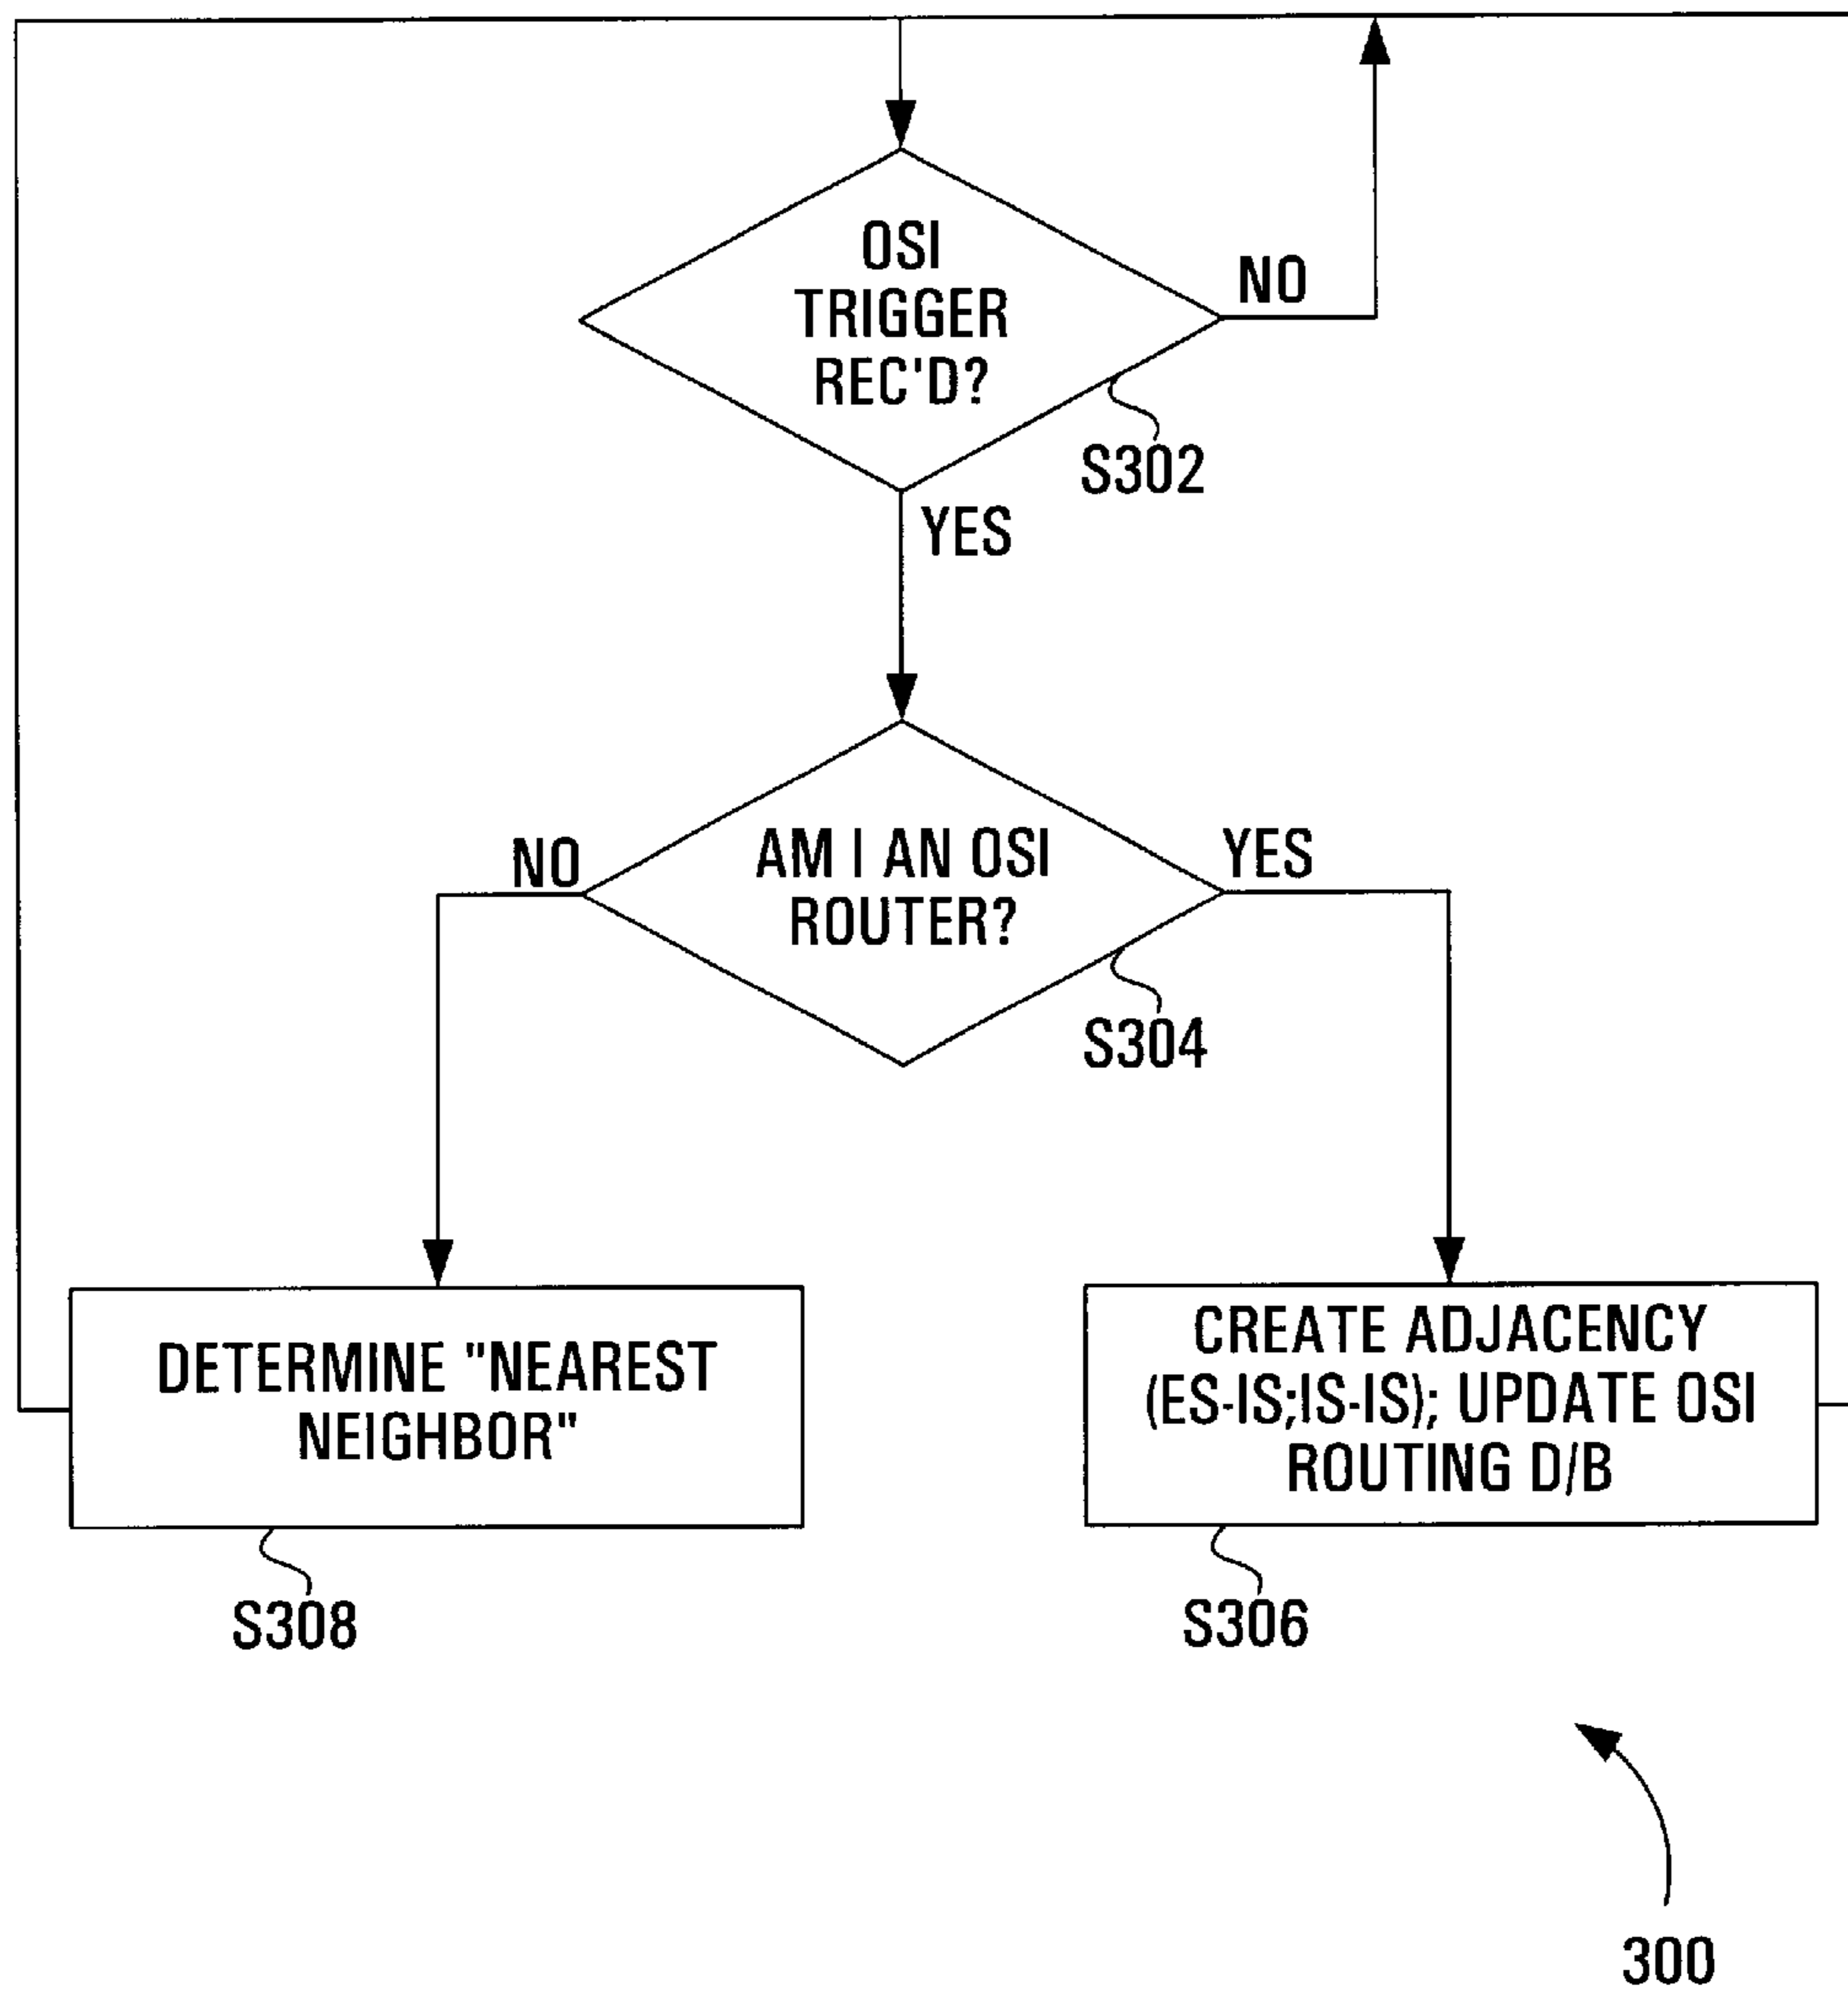 OSI
TRIGGER
REC'D?
NO
S302
YES
NO
AM I AN OSI
ROUTER?
YES
S304
DETERMINE "NEAREST
NEIGHBOR"
S308
CREATE ADJACENCY
(ES-IS;IS-IS); UPDATE OSI
ROUTING D/B
S306
300